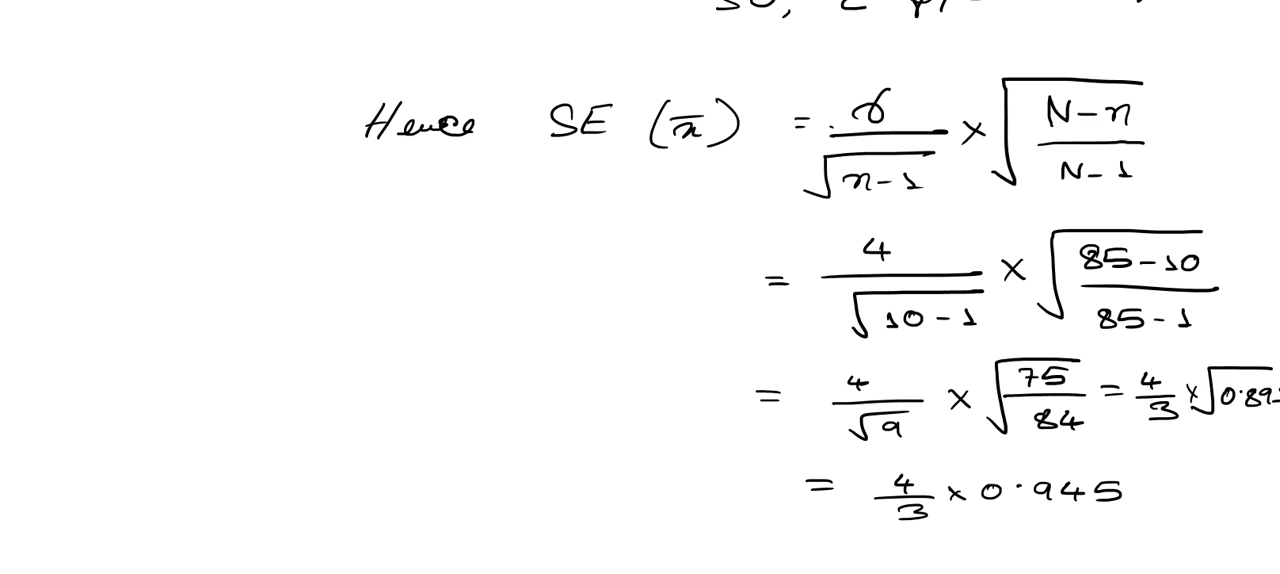 so,
Hence SE (x̄) = σ/√(n-1) × √((N-n)/(N-1))
= 4/√(10-1) × √((85-10)/(85-1))
= 4/√9 × √(75/84) = 4/3 × √0.89
= 4/3 × 0.945